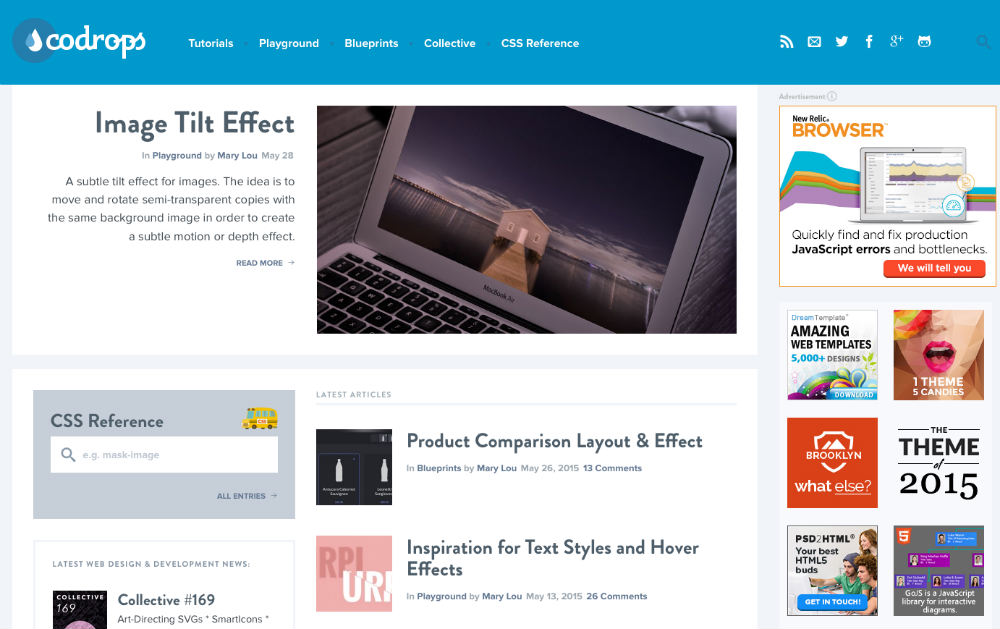 codrops
Tutorials
Playground
Blueprints
Collective
CSS Reference
g+
Image Tilt Effect
In Playground by Mary Lou May 28
A subtle tilt effect for images. The idea is to
move and rotate semi-transparent copies with
the same background image in order to create
a subtle motion or depth effect.
READ MORE →
MacBook Air
Advertisement
New Relic.
BROWSER™
Quickly find and fix production
JavaScript errors and bottlenecks.
We will tell you
DreamTemplate
AMAZING
WEB TEMPLATES
5,000+ DESIGNS
DOWNLOAD
1 THEME
5 CANDIES
BROOKLYN
what else?
THE
THEME
of
2015
PSD2HTML®
Your best
HTML5
buds
GET IN TOUCH!
5
GoJS is a JavaScript
library for interactive
diagrams.
CSS Reference
e.g. mask-image
ALL ENTRIES →
LATEST WEB DESIGN & DEVELOPMENT NEWS:
COLLECTIVE
169
Collective #169
Art-Directing SVGs * SmartIcons *
LATEST ARTICLES
Product Comparison Layout & Effect
In Blueprints by Mary Lou May 26, 2015 13 Comments
RPI
URI
Inspiration for Text Styles and Hover
Effects
In Playground by Mary Lou May 13, 2015 26 Comments